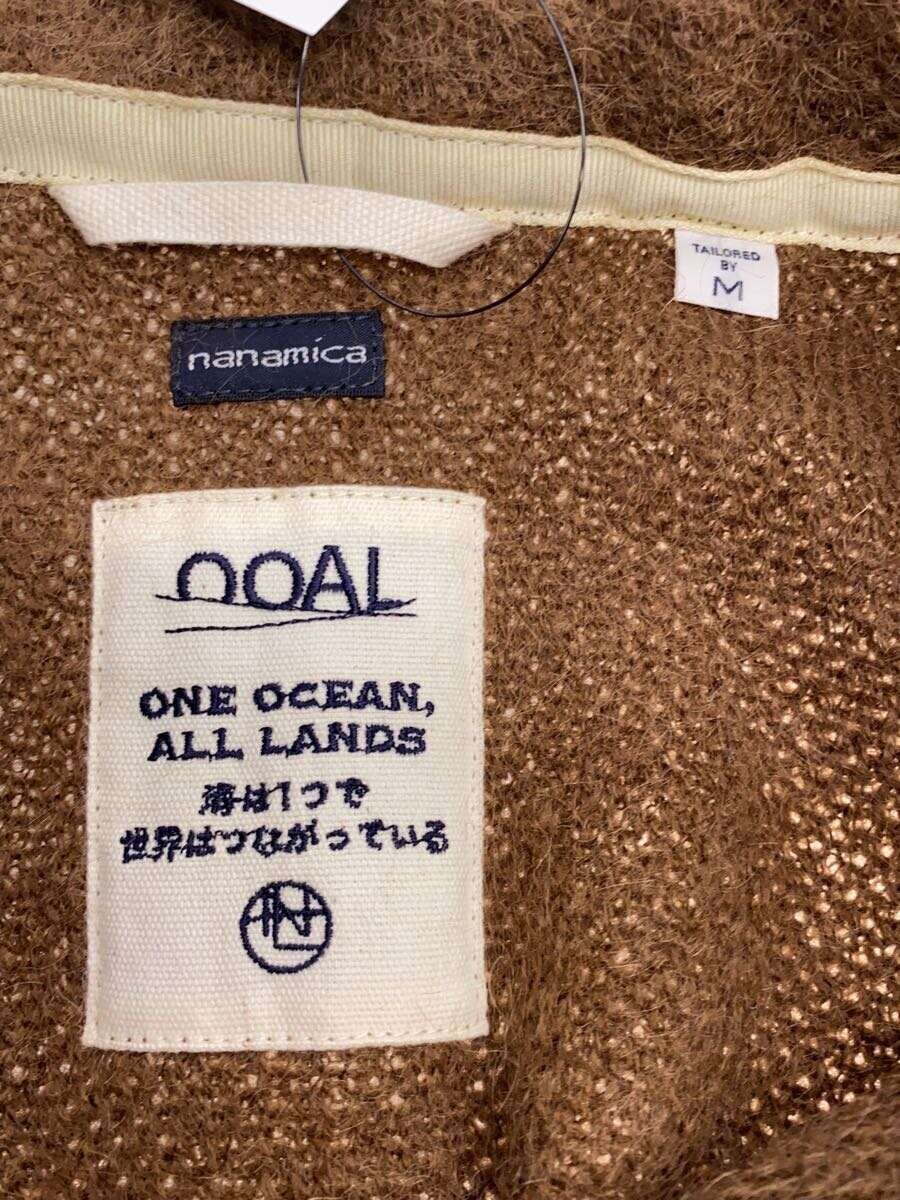 TAILORED
BY
M
nanamica
OOAL
ONE OCEAN,
ALL LANDS
海は1つで
世界はつながっている